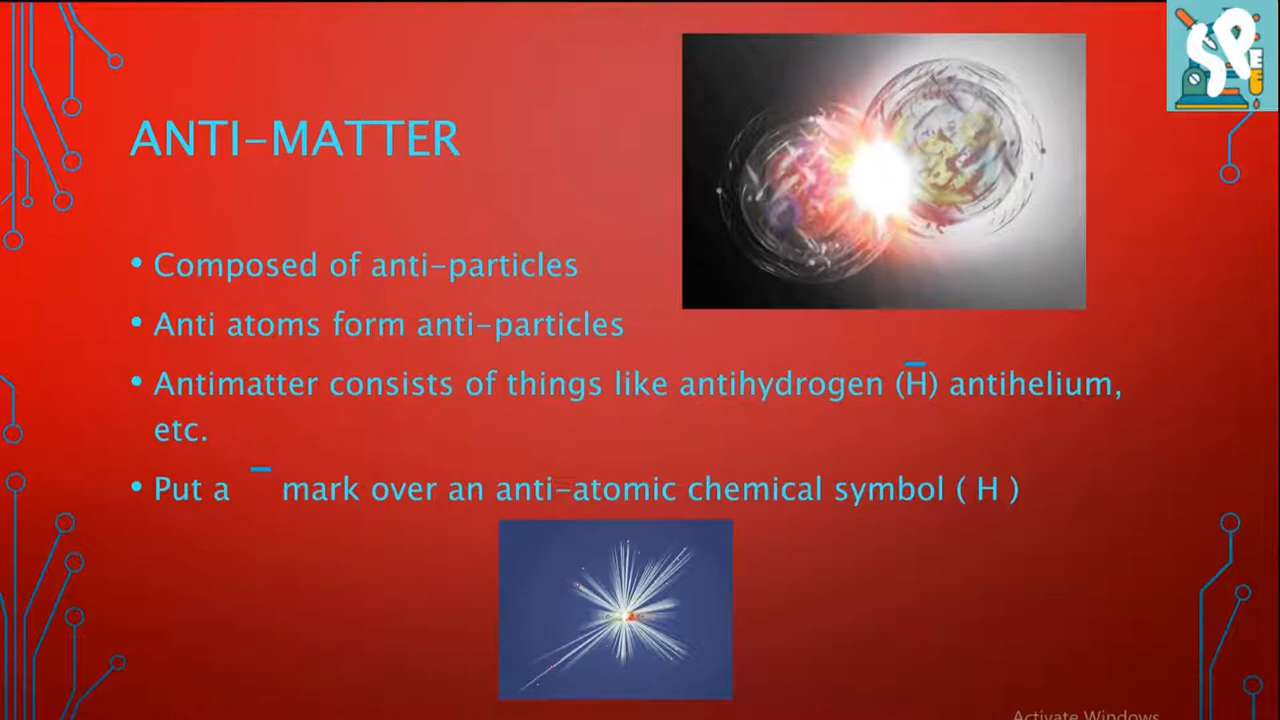 SP
ANTI-MATTER
• Composed of anti-particles
• Anti atoms form anti-particles
• Antimatter consists of things like antihydrogen (H̅) antihelium,
etc.
• Put a ‾ mark over an anti-atomic chemical symbol ( H )
Activate Windows